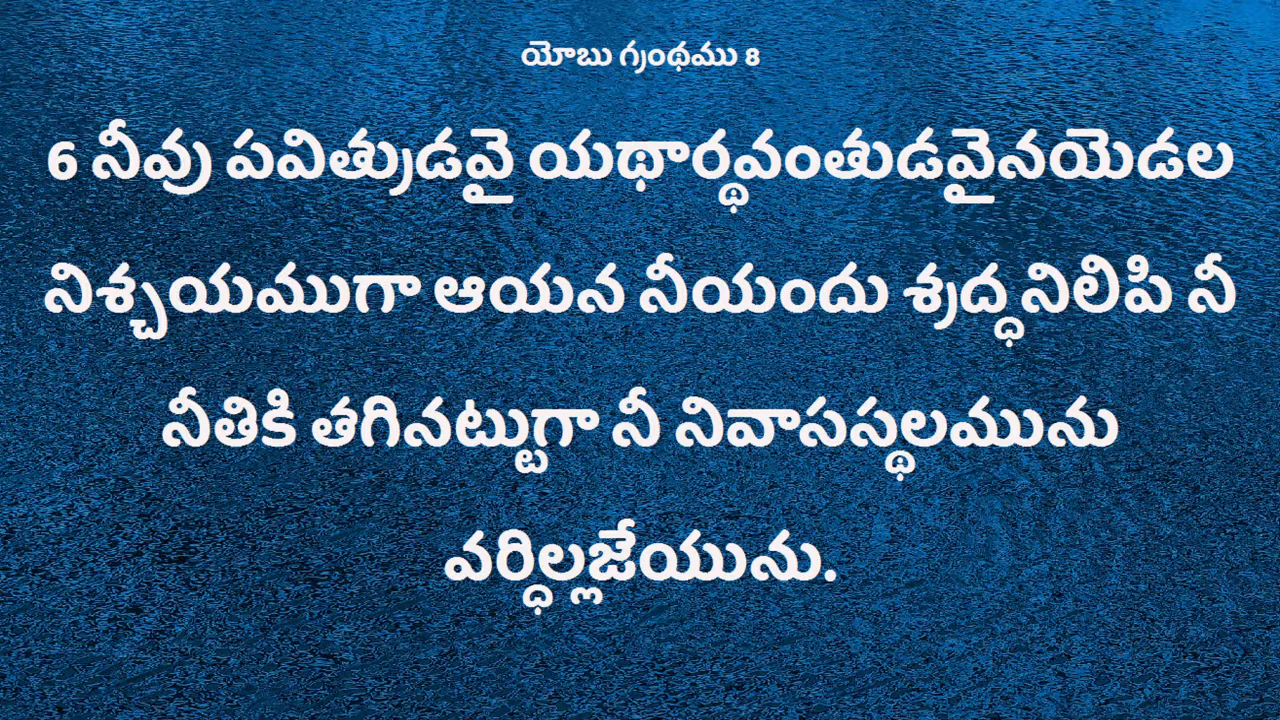 యోబు గ్రంథము 8
6 నీవు పవిత్రుడవై యథార్థవంతుడవైనయెడల
నిశ్చయముగా ఆయన నీయందు శ్రద్ధనిలిపి నీ
నీతికి తగినట్టుగా నీ నివాసస్థలమును
వర్ధిల్లజేయును.